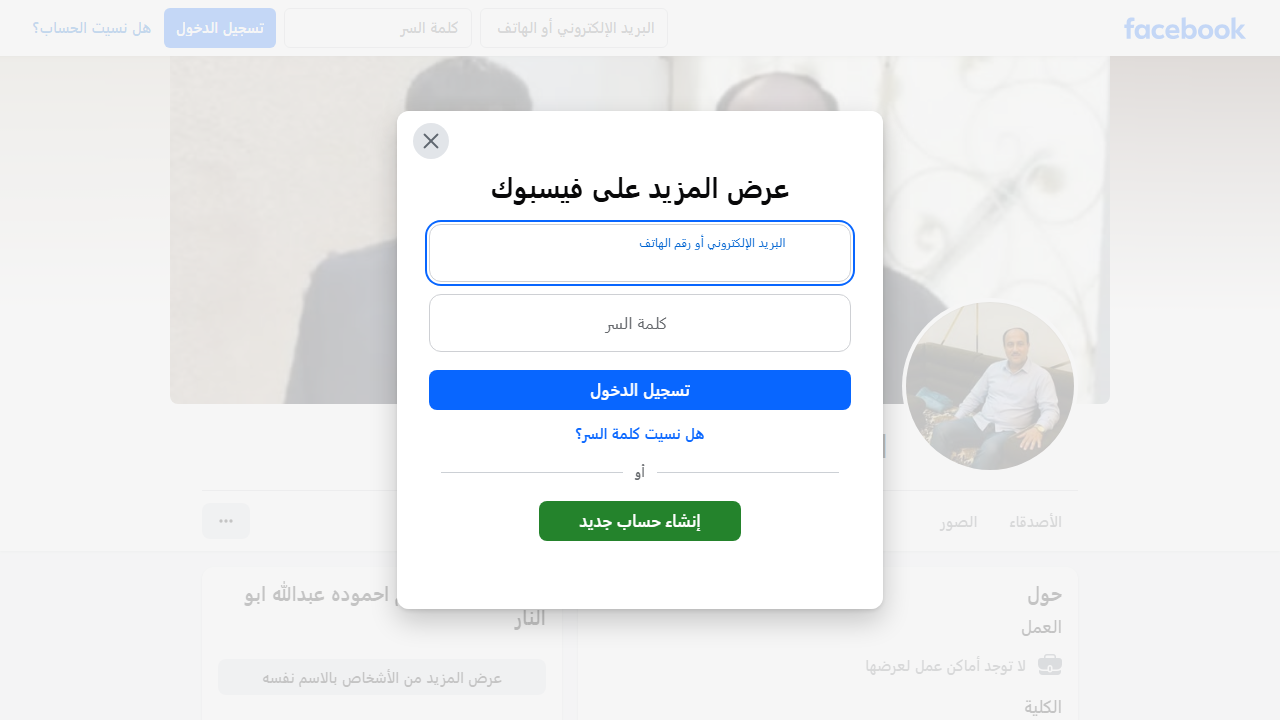 facebook
البريد الإلكتروني أو الهاتف
كلمة السر
تسجيل الدخول
هل نسيت الحساب؟
عرض المزيد على فيسبوك
البريد الإلكتروني أو رقم الهاتف
كلمة السر
تسجيل الدخول
هل نسيت كلمة السر؟
أو
إنشاء حساب جديد
الأصدقاء
الصور
حول
العمل
لا توجد أماكن عمل لعرضها
الكلية
احموده عبدالله ابو
النار
عرض المزيد من الأشخاص بالاسم نفسه